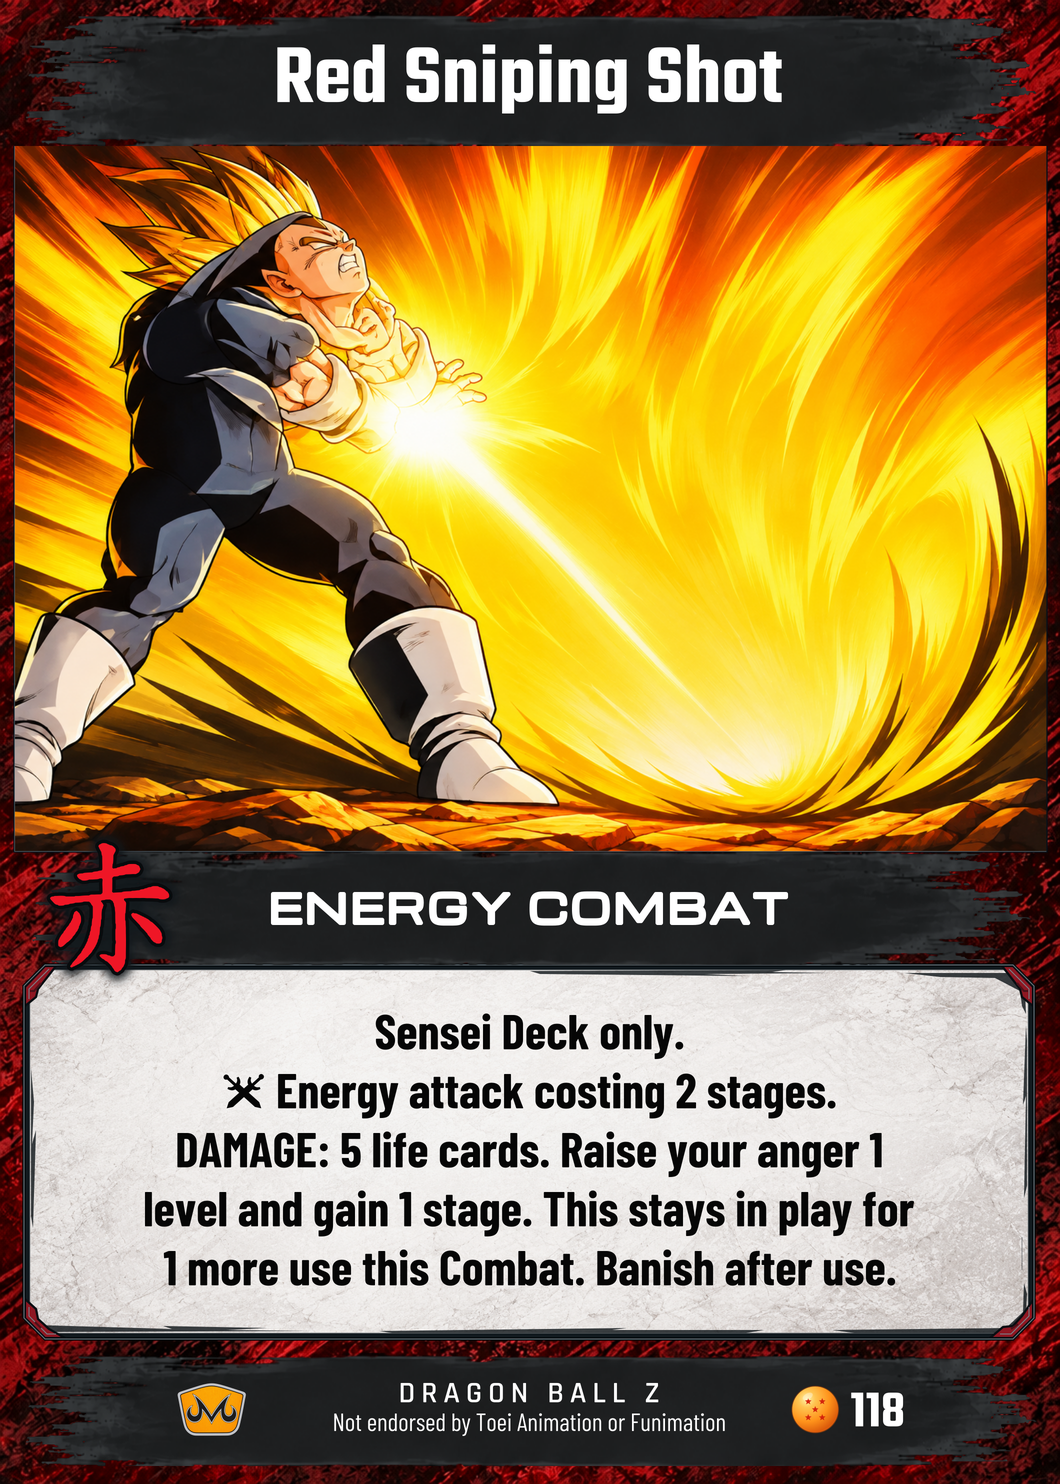 Red Sniping Shot
赤
ENERGY COMBAT
Sensei Deck only.
Energy attack costing 2 stages.
DAMAGE: 5 life cards. Raise your anger 1
level and gain 1 stage. This stays in play for
1 more use this Combat. Banish after use.
DRAGON BALL Z
Not endorsed by Toei Animation or Funimation
118